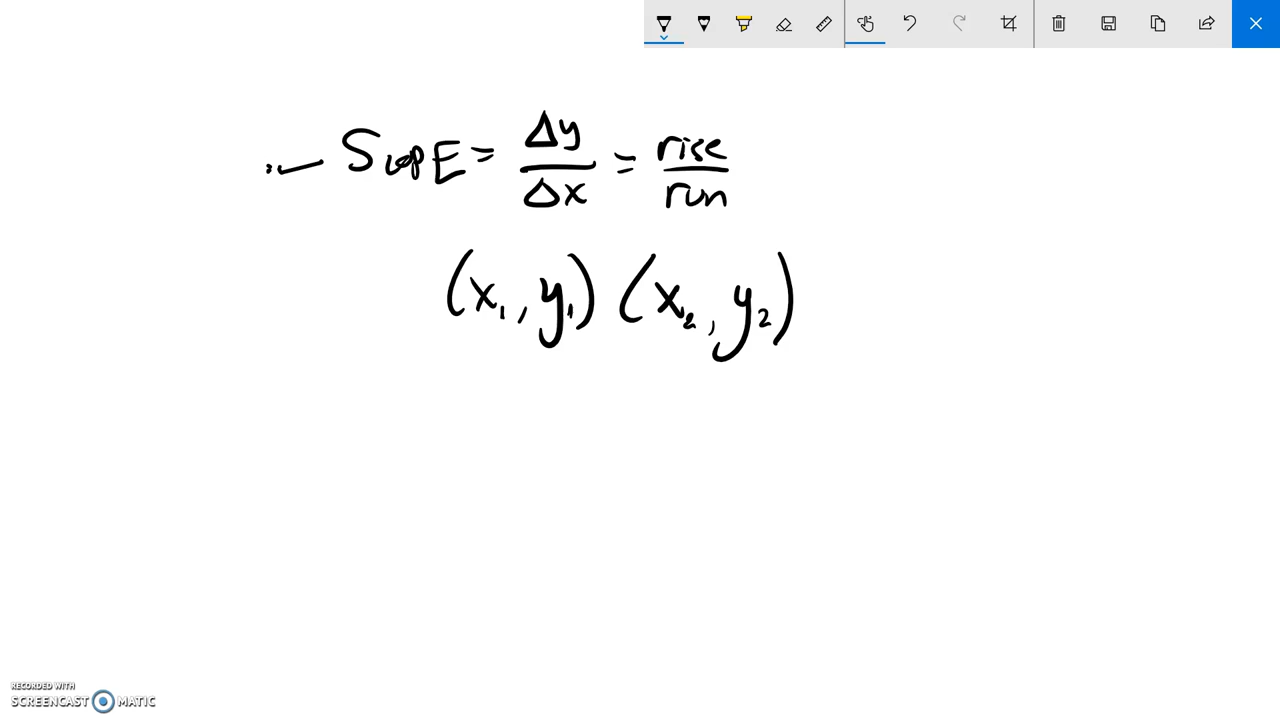 SlopE = Δy/Δx = rise/run
(x₁, y₁) (x₂, y₂)
RECORDED WITH
SCREENCAST MATIC